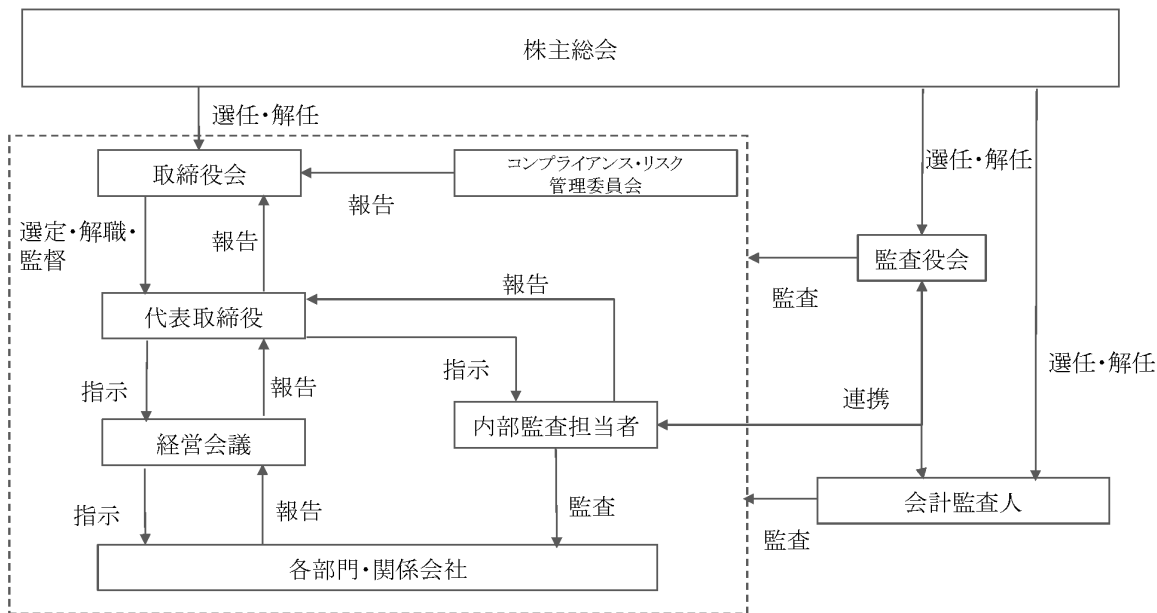 株主総会
選任・解任
取締役会
コンプライアンス・リスク
管理委員会
報告
選任・解任
選定・解職・
監督
報告
監査役会
監査
報告
代表取締役
選任・解任
指示
報告
指示
連携
経営会議
内部監査担当者
指示
報告
監査
会計監査人
監査
各部門・関係会社